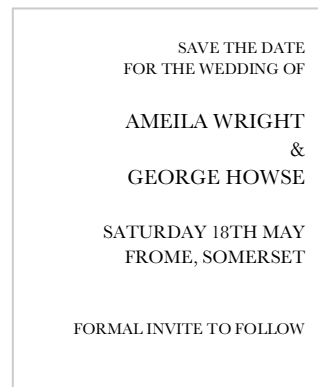 SAVE THE DATE
FOR THE WEDDING OF
AMEILA WRIGHT
&
GEORGE HOWSE
SATURDAY 18TH MAY
FROME, SOMERSET
FORMAL INVITE TO FOLLOW